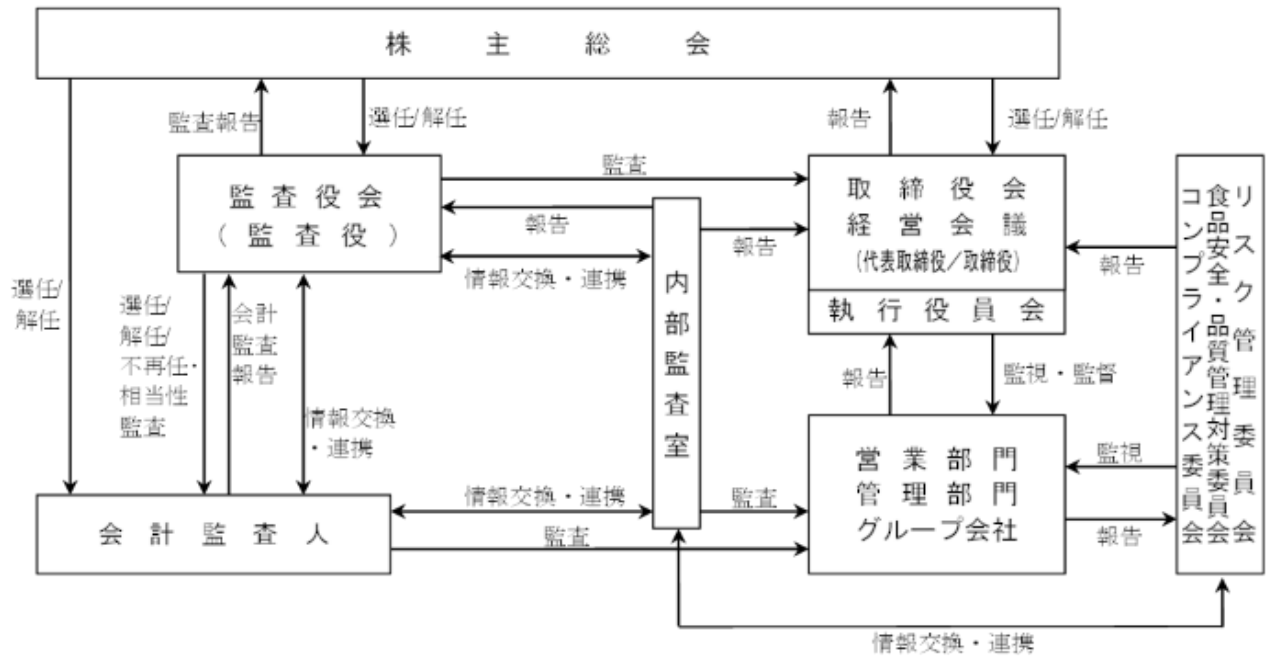 株主総会
監査報告
選任/解任
報告
選任/解任
監査役会
(監査役)
監査
報告
情報交換・連携
報告
取締役会
経営会議
(代表取締役/取締役)
執行役員会
報告
リスク管理委員会
食品安全・品質管理対策委員会
コンプライアンス委員会
選任/
解任
選任/
解任/
不再任・
相当性
監査
会計
監査
報告
情報交換
・連携
内部監査室
報告
監視・監督
営業部門
管理部門
グループ会社
監視
報告
会計監査人
情報交換・連携
監査
監査
情報交換・連携